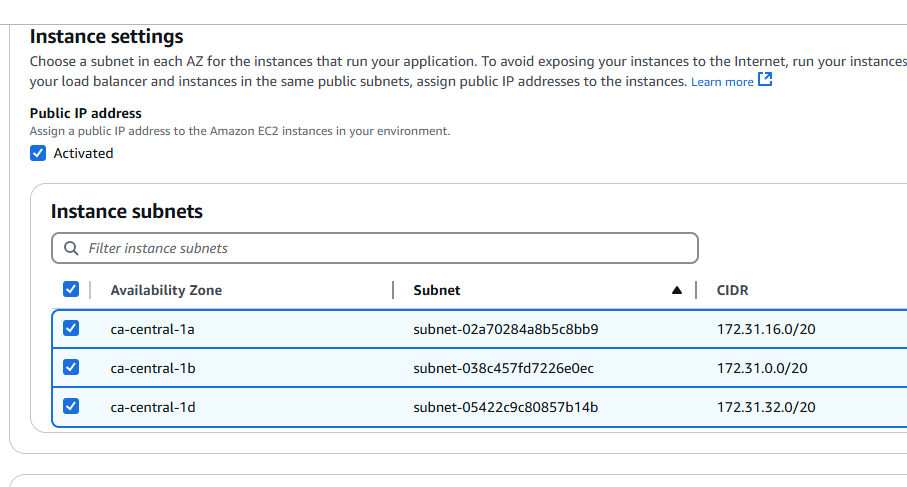 Instance settings
Choose a subnet in each AZ for the instances that run your application. To avoid exposing your instances to the Internet, run your instances
your load balancer and instances in the same public subnets, assign public IP addresses to the instances. Learn more
Public IP address
Assign a public IP address to the Amazon EC2 instances in your environment.
Activated
Instance subnets
Filter instance subnets
Availability Zone Subnet CIDR
ca-central-1a subnet-02a70284a8b5c8bb9 172.31.16.0/20
ca-central-1b subnet-038c457fd7226e0ec 172.31.0.0/20
ca-central-1d subnet-05422c9c80857b14b 172.31.32.0/20